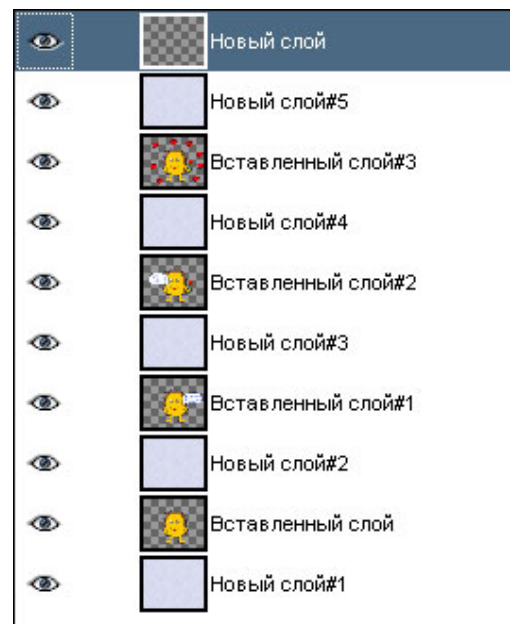 Новый слой
Новый слой#5
Вставленный слой#3
Новый слой#4
Вставленный слой#2
Новый слой#3
Вставленный слой#1
Новый слой#2
Вставленный слой
Новый слой#1